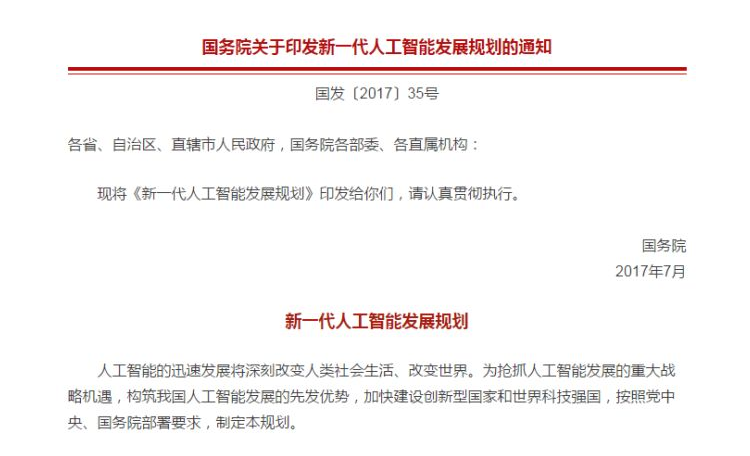 国务院关于印发新一代人工智能发展规划的通知
国发〔2017〕35号
各省、自治区、直辖市人民政府，国务院各部委、各直属机构：
现将《新一代人工智能发展规划》印发给你们，请认真贯彻执行。
国务院
2017年7月
新一代人工智能发展规划
人工智能的迅速发展将深刻改变人类社会生活、改变世界。为抢抓人工智能发展的重大战
略机遇，构筑我国人工智能发展的先发优势，加快建设创新型国家和世界科技强国，按照党中
央、国务院部署要求，制定本规划。